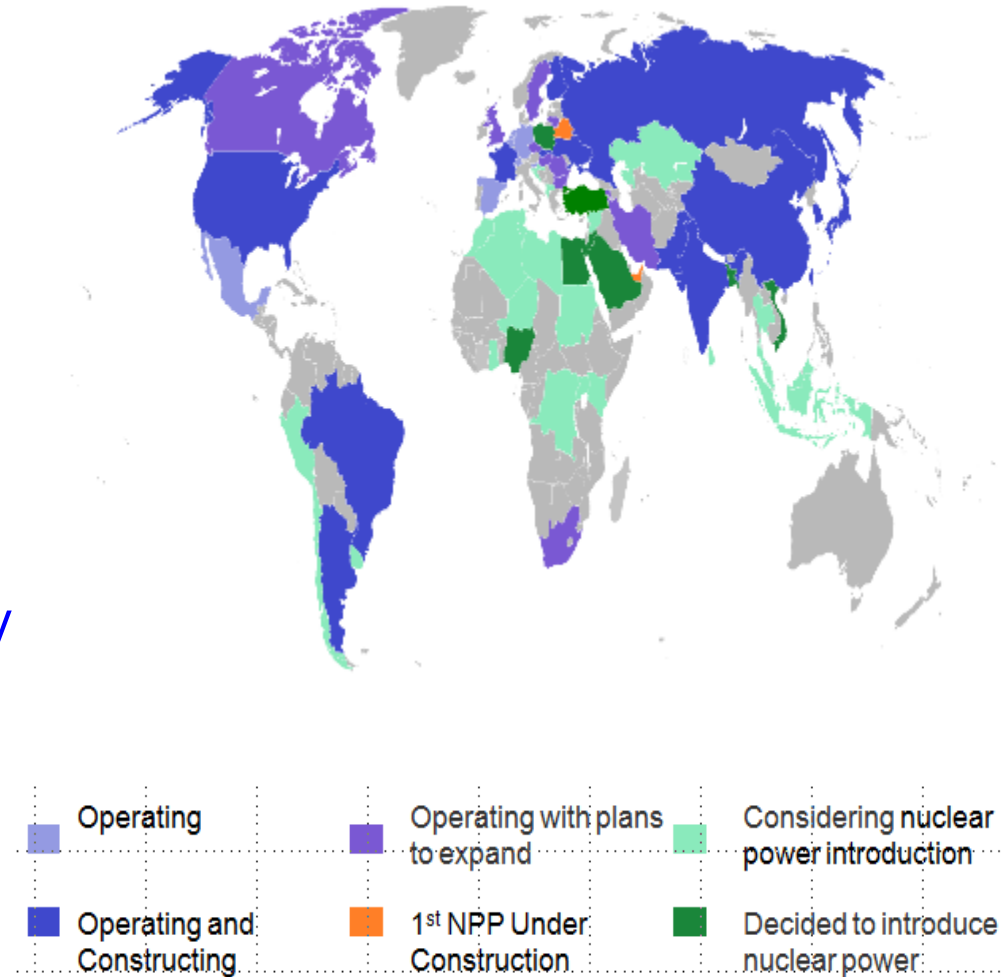 y
Operating
Operating with plans
to expand
Considering nuclear
power introduction
Operating and
Constructing
1st NPP Under
Construction
Decided to introduce
nuclear power